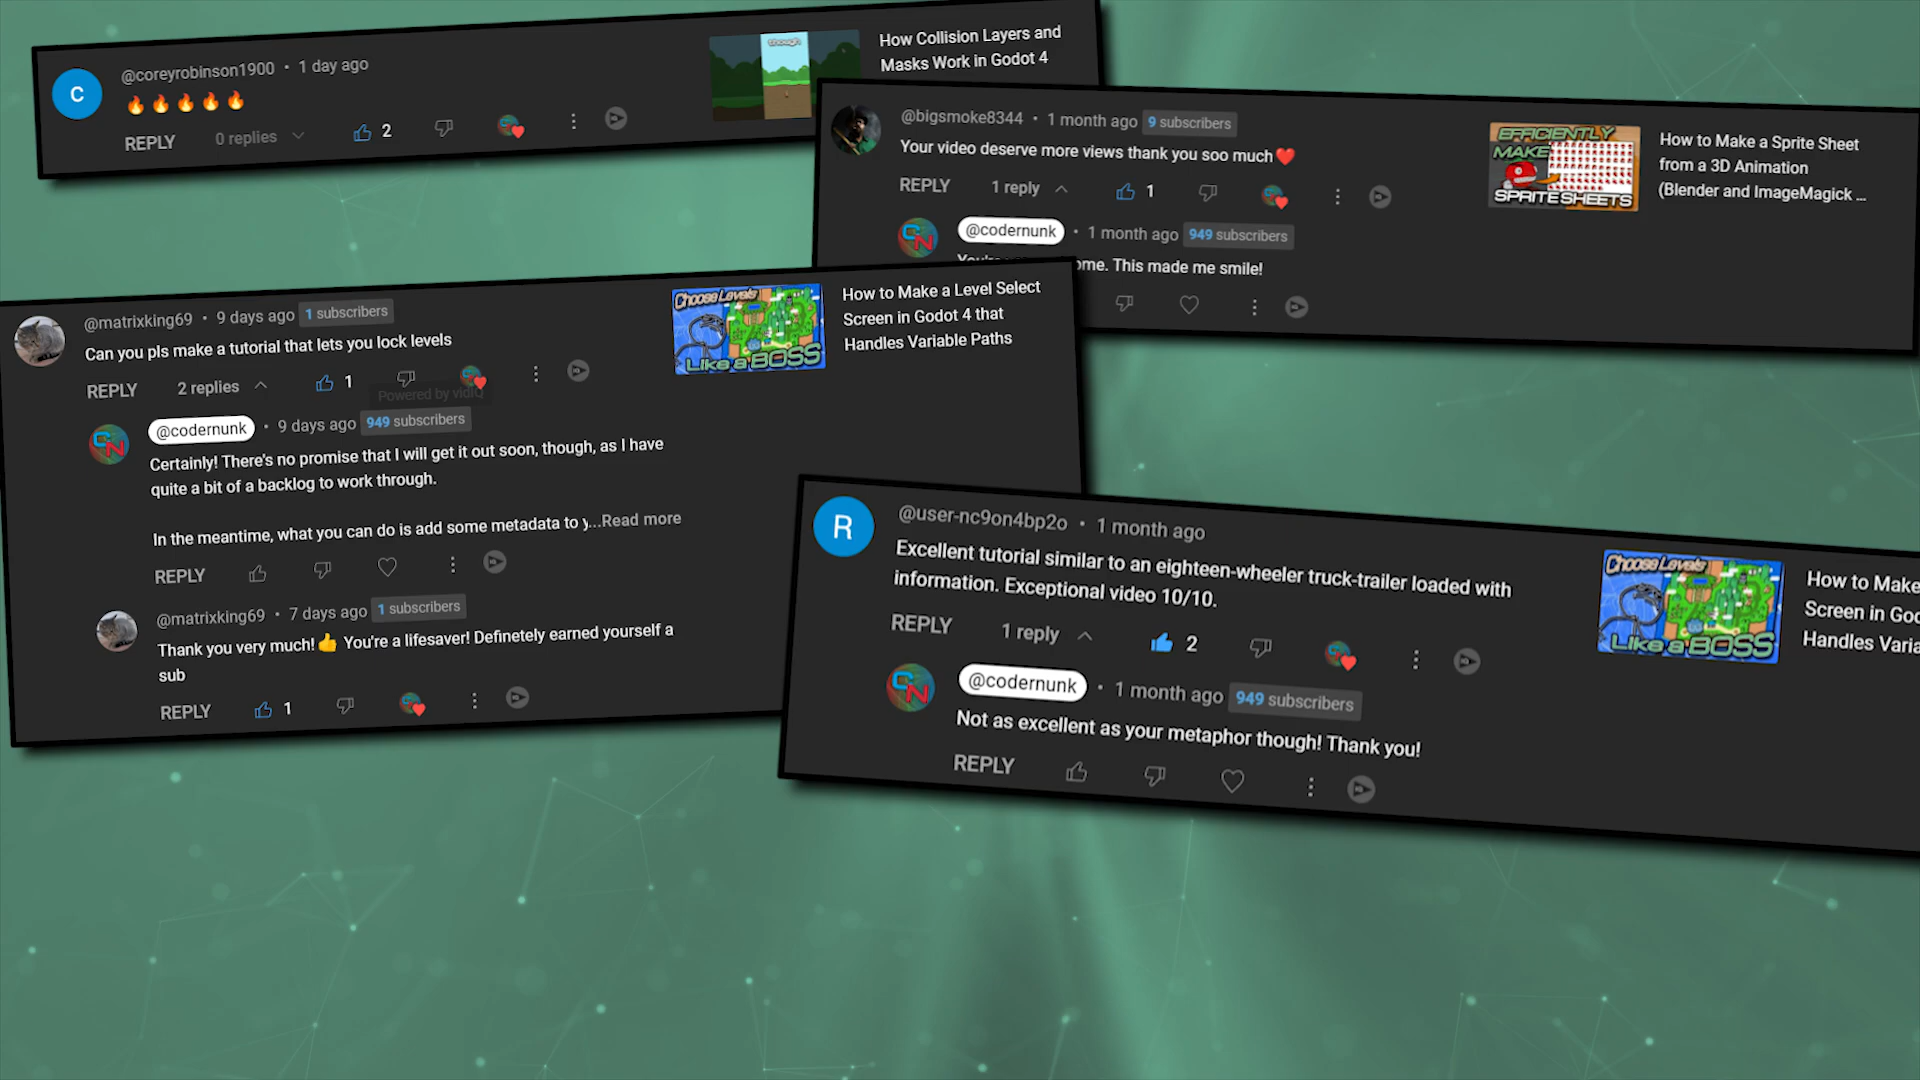 C
@coreyrobinson1900 • 1 day ago
🔥🔥🔥🔥🔥
REPLY 0 replies 2
though
How Collision Layers and
Masks Work in Godot 4
@bigsmoke8344 • 1 month ago 9 subscribers
Your video deserve more views thank you soo much❤️
REPLY 1 reply 1
EFFICIENTLY
MAKE
SPRITESHEETS
How to Make a Sprite Sheet
from a 3D Animation
(Blender and ImageMagick ...
CN
@codernunk • 1 month ago 949 subscribers
ome. This made me smile!
@matrixking69 • 9 days ago 1 subscribers
Can you pls make a tutorial that lets you lock levels
REPLY 2 replies 1
Powered by vidIQ
Choose Levels
Like a BOSS
How to Make a Level Select
Screen in Godot 4 that
Handles Variable Paths
CN
@codernunk • 9 days ago 949 subscribers
Certainly! There's no promise that I will get it out soon, though, as I have
quite a bit of a backlog to work through.
In the meantime, what you can do is add some metadata to y...Read more
REPLY
@matrixking69 • 7 days ago 1 subscribers
Thank you very much!👍 You're a lifesaver! Definetely earned yourself a
sub
REPLY 1
R
@user-nc9on4bp2o • 1 month ago
Excellent tutorial similar to an eighteen-wheeler truck-trailer loaded with
information. Exceptional video 10/10.
REPLY 1 reply 2
Choose Levels
Like a BOSS
How to Make
Screen in God
Handles Varia
CN
@codernunk • 1 month ago 949 subscribers
Not as excellent as your metaphor though! Thank you!
REPLY